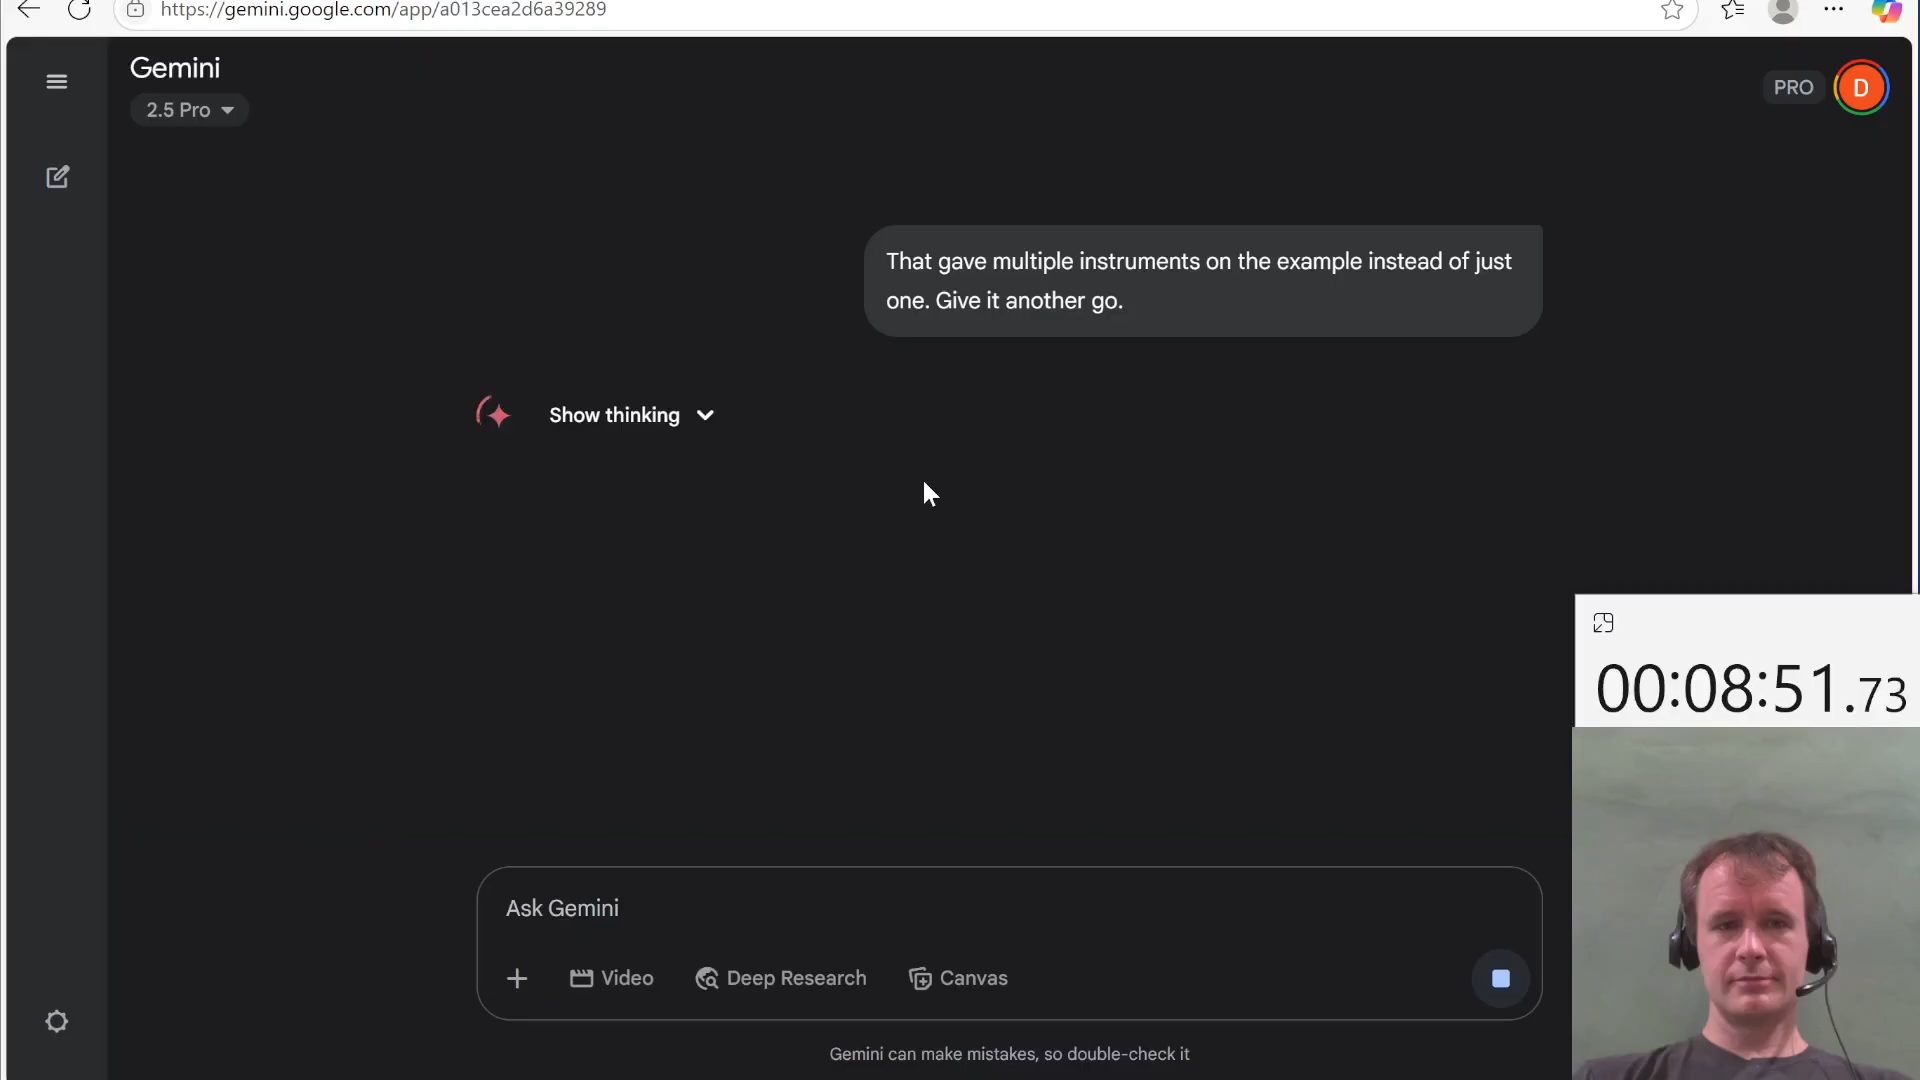 https://gemini.google.com/app/a013cea2d6a39289
Gemini
2.5 Pro
PRO
D
That gave multiple instruments on the example instead of just
one. Give it another go.
Show thinking
00:08:51.73
Ask Gemini
Video
Deep Research
Canvas
Gemini can make mistakes, so double-check it